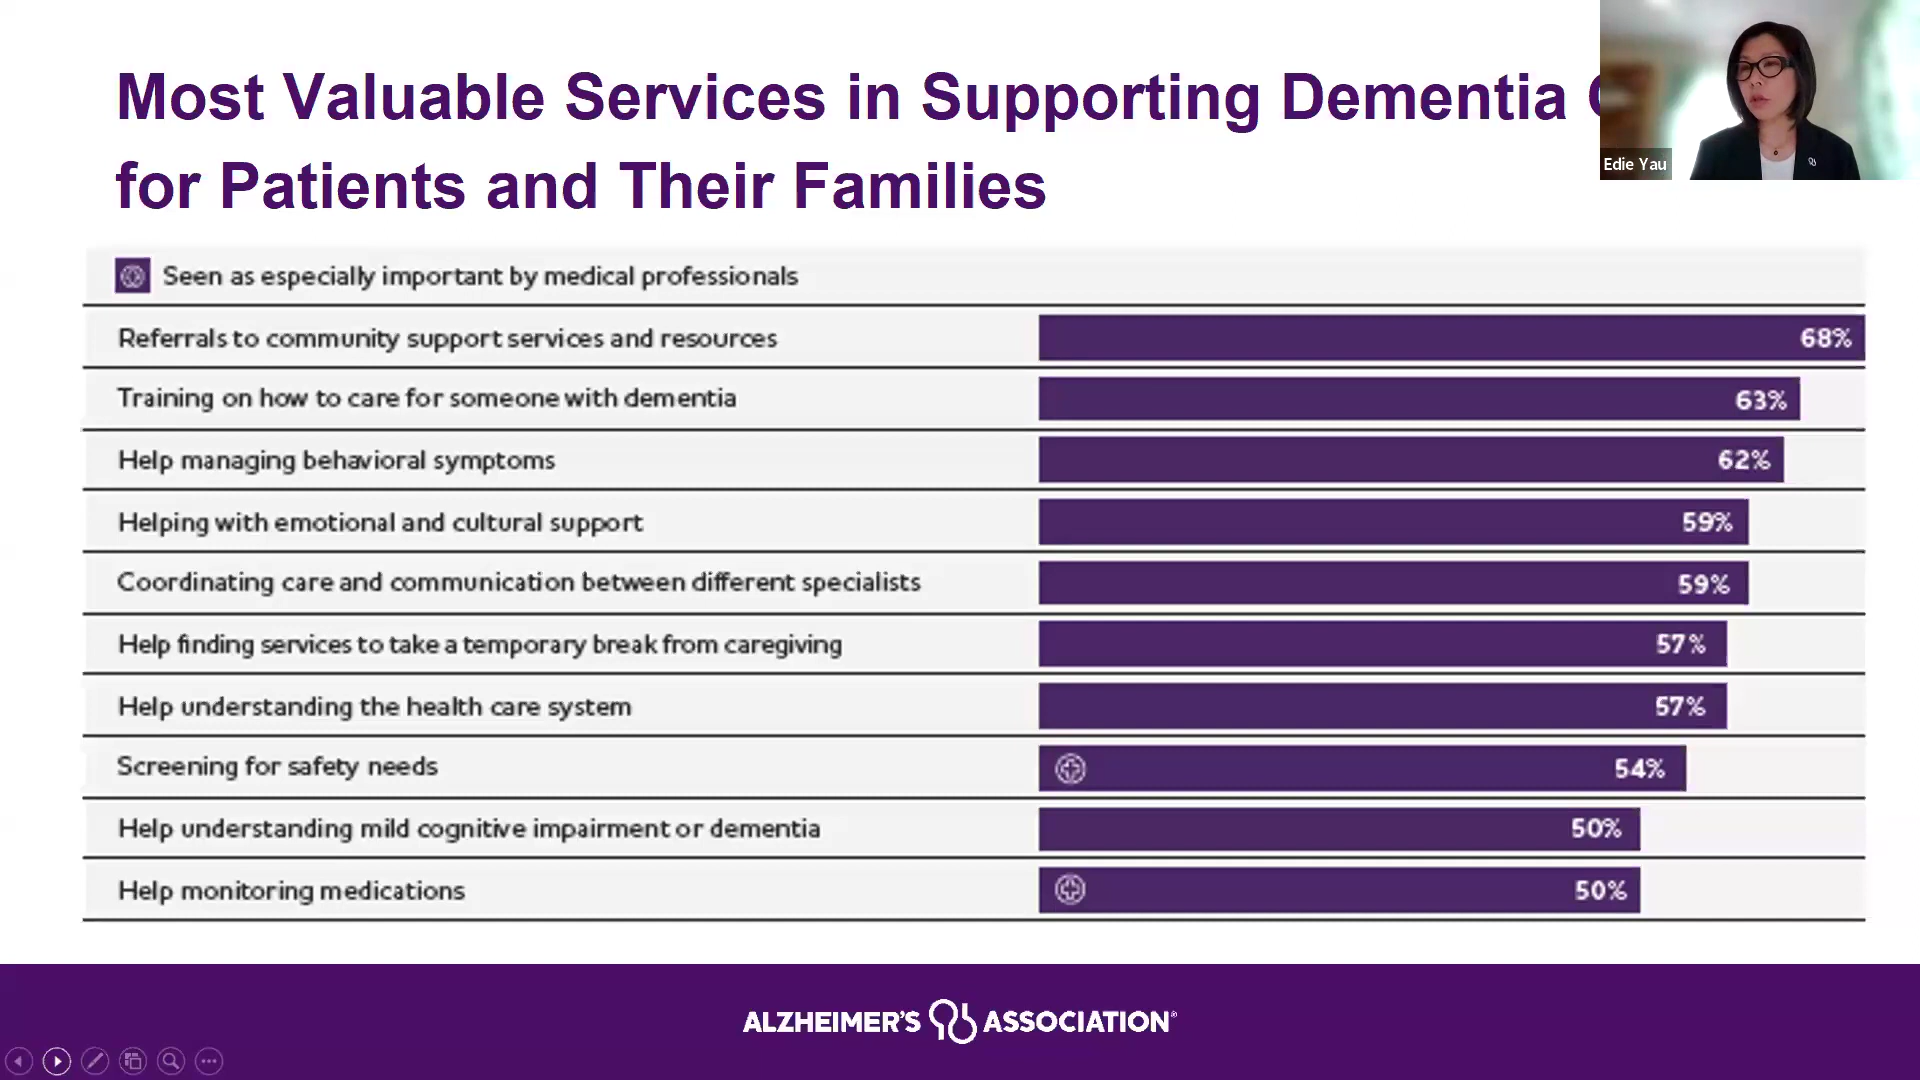 Most Valuable Services in Supporting Dementia
for Patients and Their Families
Edie Yau
Seen as especially important by medical professionals
Referrals to community support services and resources 68%
Training on how to care for someone with dementia 63%
Help managing behavioral symptoms 62%
Helping with emotional and cultural support 59%
Coordinating care and communication between different specialists 59%
Help finding services to take a temporary break from caregiving 57%
Help understanding the health care system 57%
Screening for safety needs 54%
Help understanding mild cognitive impairment or dementia 50%
Help monitoring medications 50%
ALZHEIMER'S ASSOCIATION®